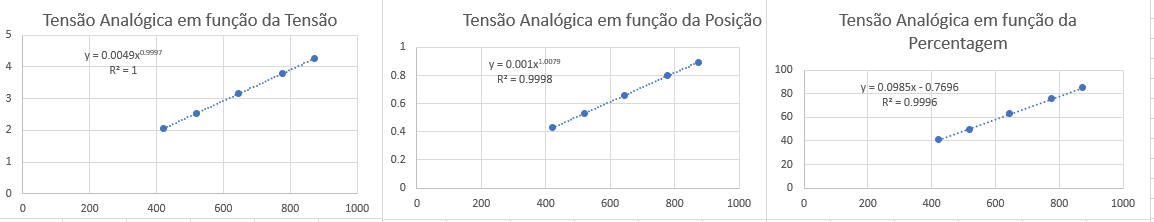 Tensão Analógica em função da Tensão
y = 0.0049x^0.9997
R² = 1
5
4
3
2
1
0
0 200 400 600 800 1000
Tensão Analógica em função da Posição
y = 0.001x^1.0079
R² = 0.9998
1
0.8
0.6
0.4
0.2
0
0 200 400 600 800 1000
Tensão Analógica em função da
Percentagem
y = 0.0985x - 0.7696
R² = 0.9996
100
80
60
40
20
0
0 200 400 600 800 1000